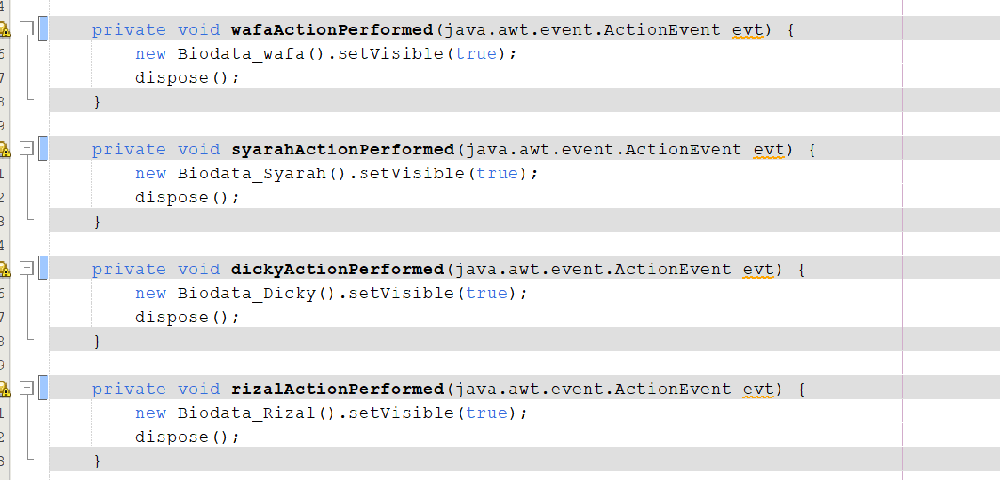 private void wafaActionPerformed(java.awt.event.ActionEvent evt) {
new Biodata_wafa().setVisible(true);
dispose();
}
private void syarahActionPerformed(java.awt.event.ActionEvent evt) {
new Biodata_Syarah().setVisible(true);
dispose();
}
private void dickyActionPerformed(java.awt.event.ActionEvent evt) {
new Biodata_Dicky().setVisible(true);
dispose();
}
private void rizalActionPerformed(java.awt.event.ActionEvent evt) {
new Biodata_Rizal().setVisible(true);
dispose();
}